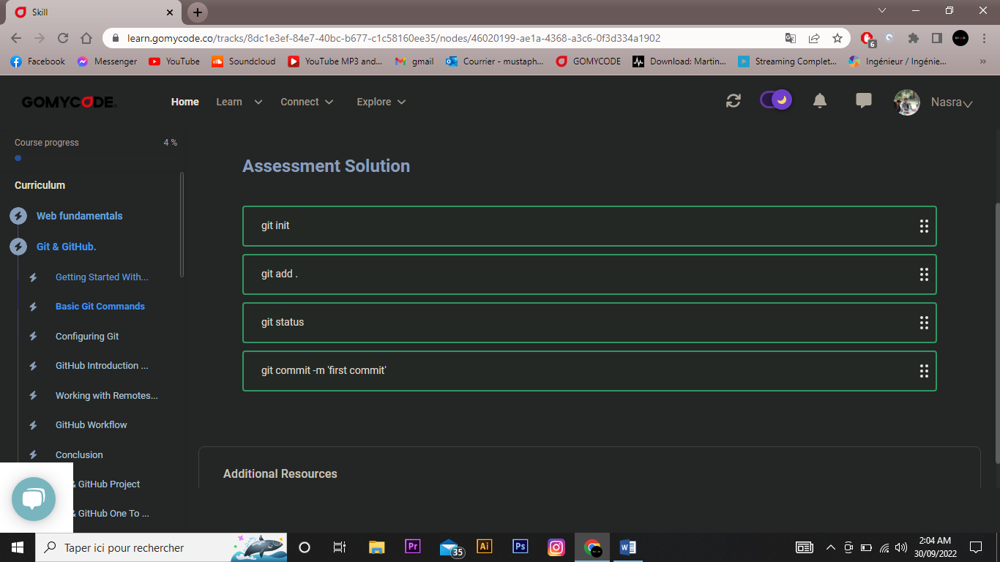 Skill
learn.gomycode.co/tracks/8dc1e3ef-84e7-40bc-b677-c1c58160ee35/nodes/46020199-ae1a-4368-a3c6-0f3d334a1902
6
Facebook Messenger YouTube Soundcloud YouTube MP3 and... gmail Courrier - mustaph... GOMYCODE Download: Martin... Streaming Complet... Ingénieur / Ingénie... »
GOMYCODE Home Learn Connect Explore Nasra
Course progress 4 %
Curriculum
Web fundamentals
Git & GitHub.
Getting Started With...
Basic Git Commands
Configuring Git
GitHub Introduction ...
Working with Remotes...
GitHub Workflow
Conclusion
& GitHub Project
& GitHub One To ...
Assessment Solution
git init
git add .
git status
git commit -m 'first commit'
Additional Resources
Taper ici pour rechercher
Pr
35
Ai
Ps
2:04 AM
30/09/2022